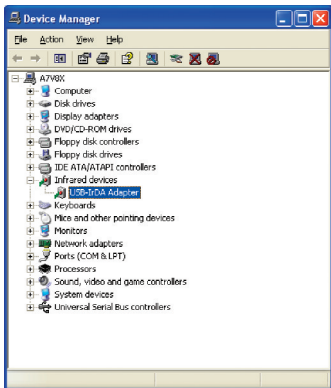 Device Manager
File Action View Help
A7V8X
Computer
Disk drives
Display adapters
DVD/CD-ROM drives
Floppy disk controllers
Floppy disk drives
IDE ATA/ATAPI controllers
Infrared devices
USB-IrDA Adapter
Keyboards
Mice and other pointing devices
Monitors
Network adapters
Ports (COM & LPT)
Processors
Sound, video and game controllers
System devices
Universal Serial Bus controllers